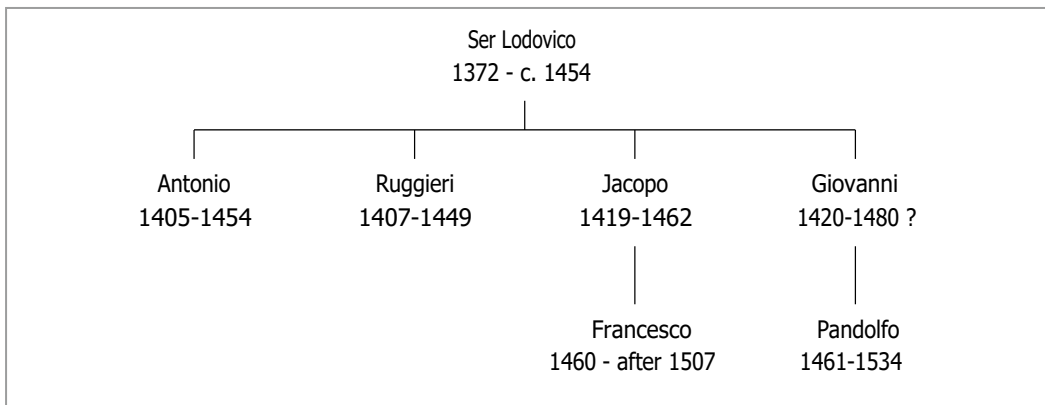 Ser Lodovico
1372 - c. 1454
Antonio
1405-1454
Ruggieri
1407-1449
Jacopo
1419-1462
Giovanni
1420-1480 ?
Francesco
1460 - after 1507
Pandolfo
1461-1534